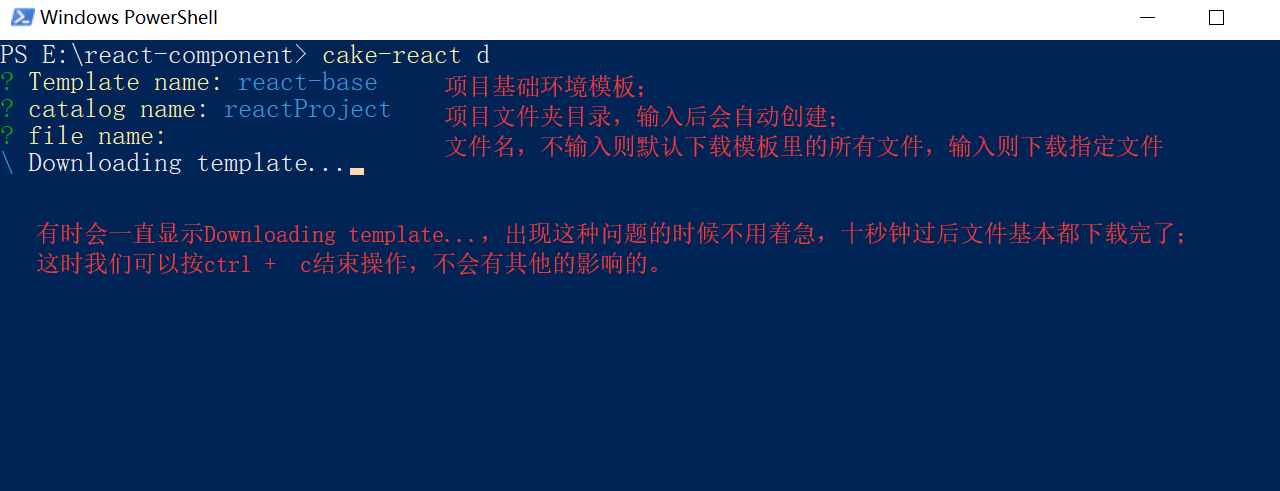 Windows PowerShell
PS E:\react-component> cake-react d
? Template name: react-base 项目基础环境模板;
? catalog name: reactProject 项目文件夹目录，输入后会自动创建;
? file name: 文件名，不输入则默认下载模板里的所有文件，输入则下载指定文件
\ Downloading template...
有时会一直显示Downloading template...，出现这种问题的时候不用着急，十秒钟过后文件基本都下载完了;
这时我们可以按ctrl + c结束操作，不会有其他的影响的。